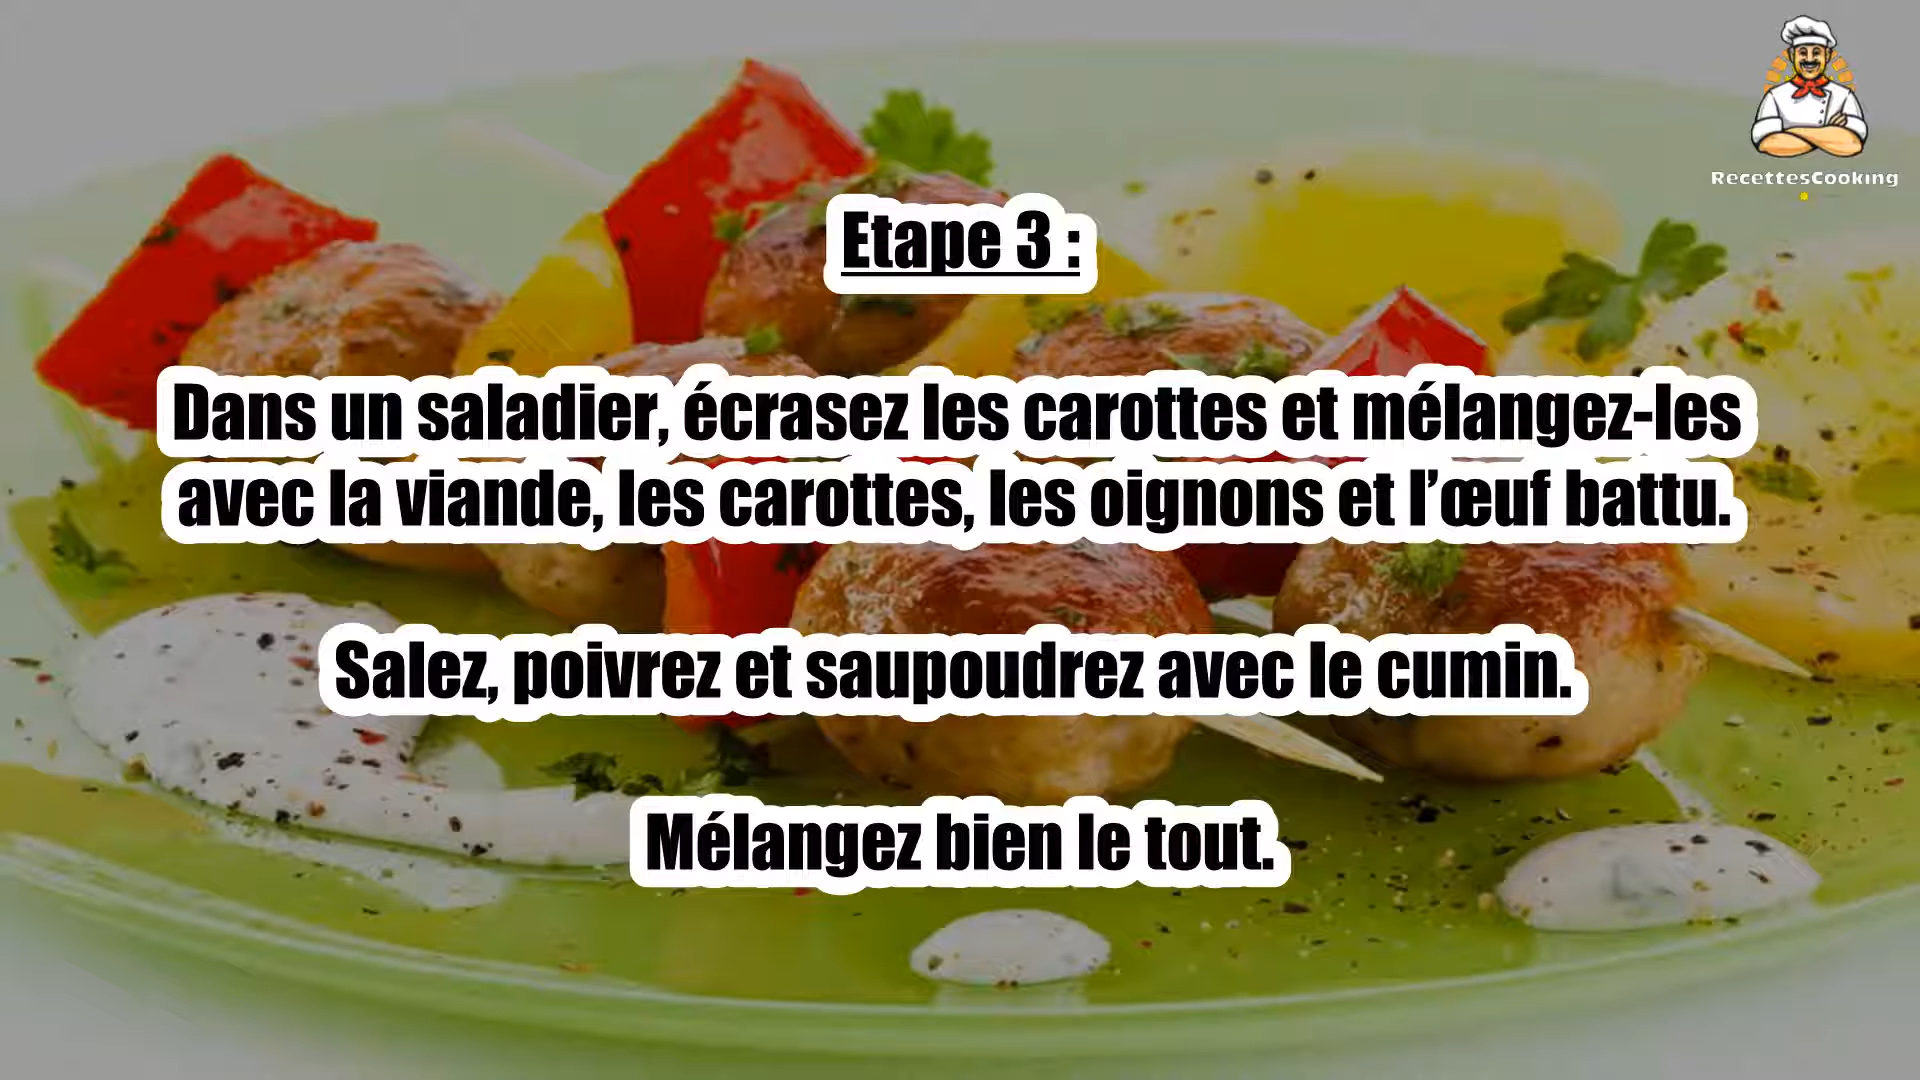 RecettesCooking
Etape 3 :
Dans un saladier, écrasez les carottes et mélangez-les
avec la viande, les carottes, les oignons et l’œuf battu.
Salez, poivrez et saupoudrez avec le cumin.
Mélangez bien le tout.